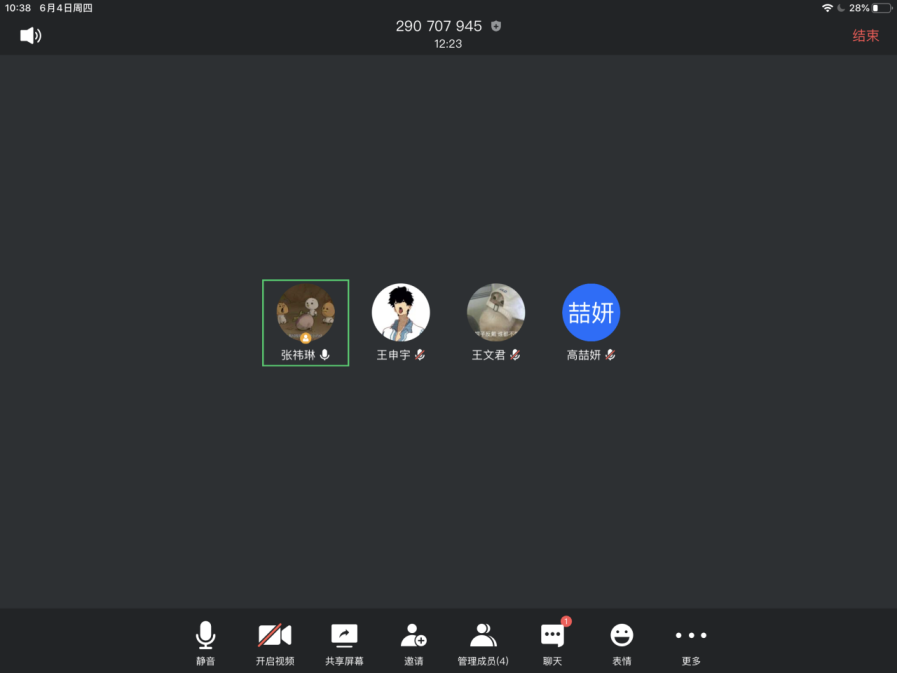 10:38 6月4日周四
28%
290 707 945
12:23
结束
张祎琳
王申宇
王文君
喆妍
高喆妍
静音
开启视频
共享屏幕
邀请
管理成员(4)
1
聊天
表情
更多